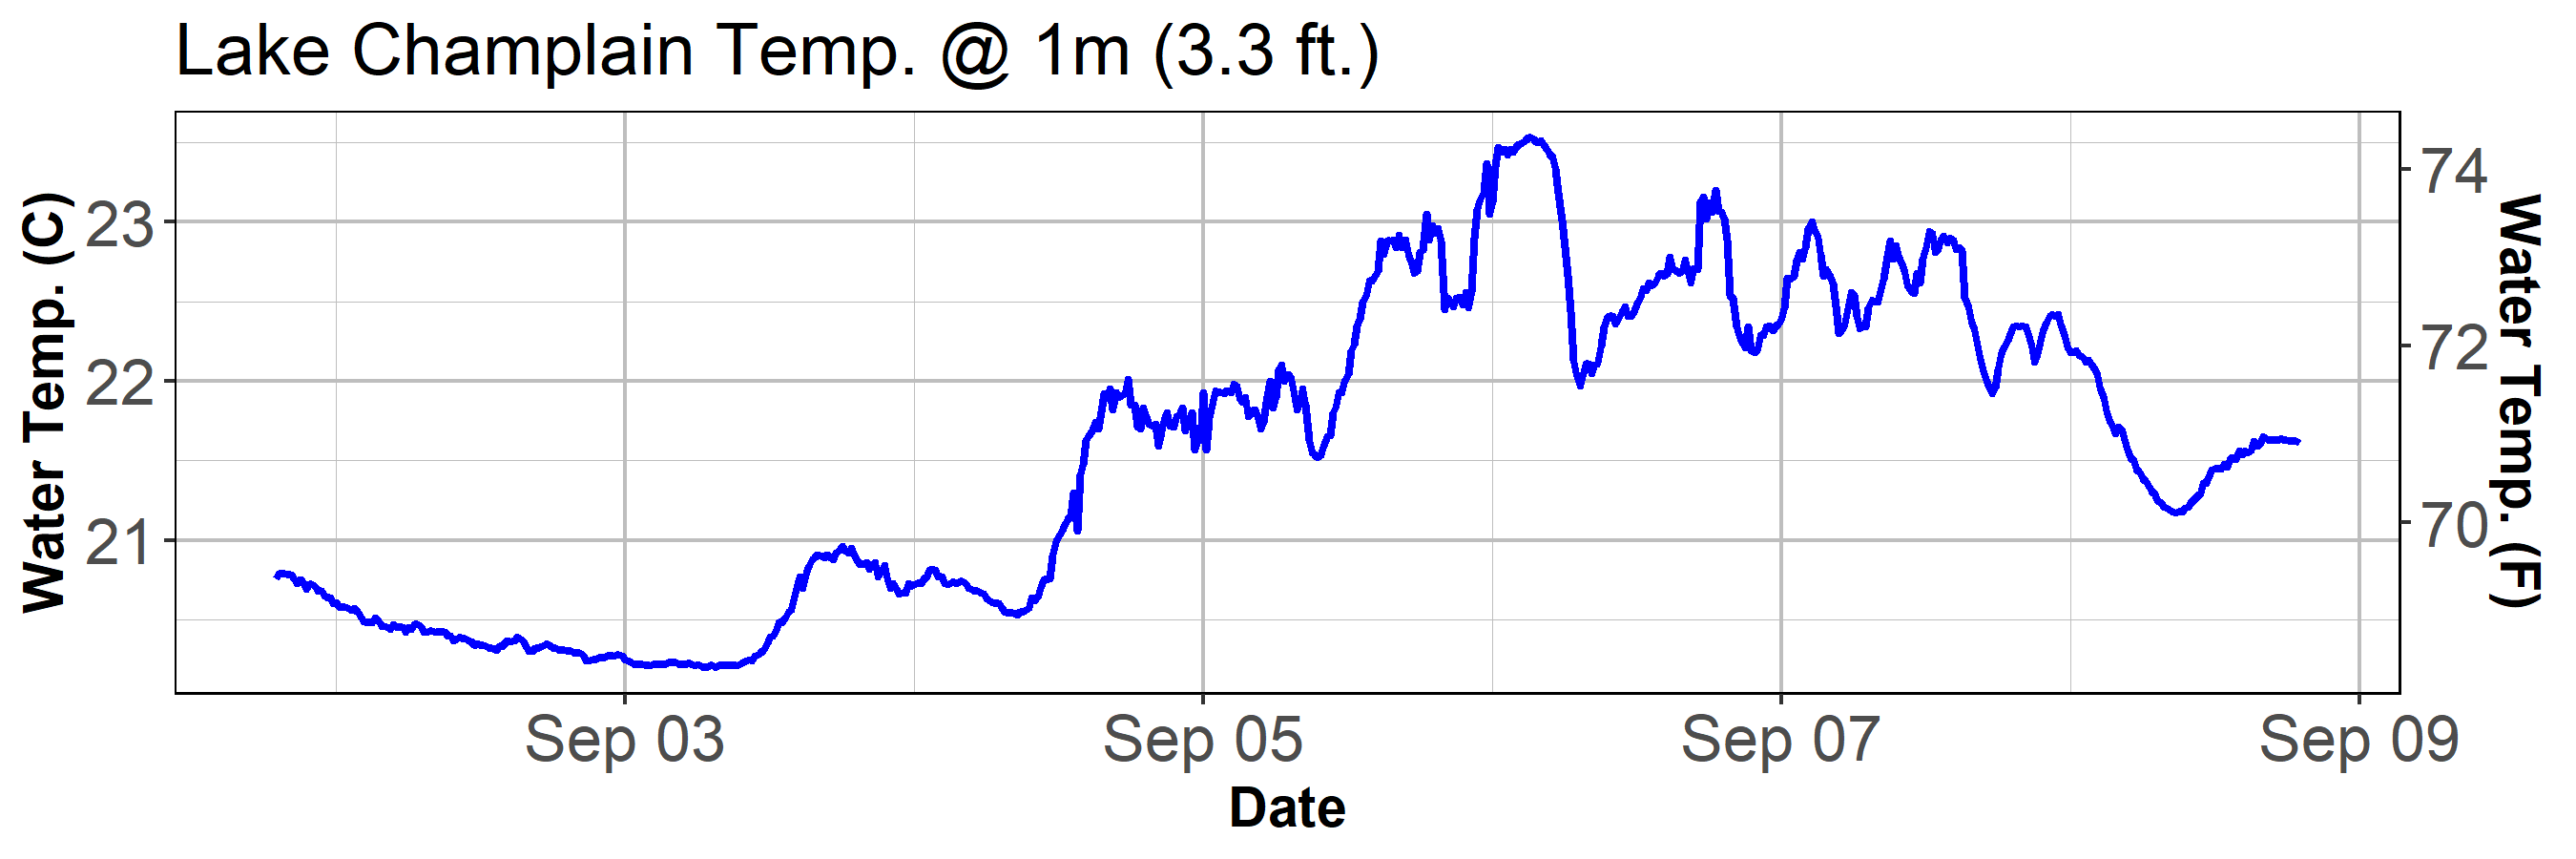 Lake Champlain Temp. @ 1m (3.3 ft.)
Water Temp. (C)
23
22
21
74
72
70
Water Temp. (F)
Sep 03 Sep 05 Sep 07 Sep 09
Date